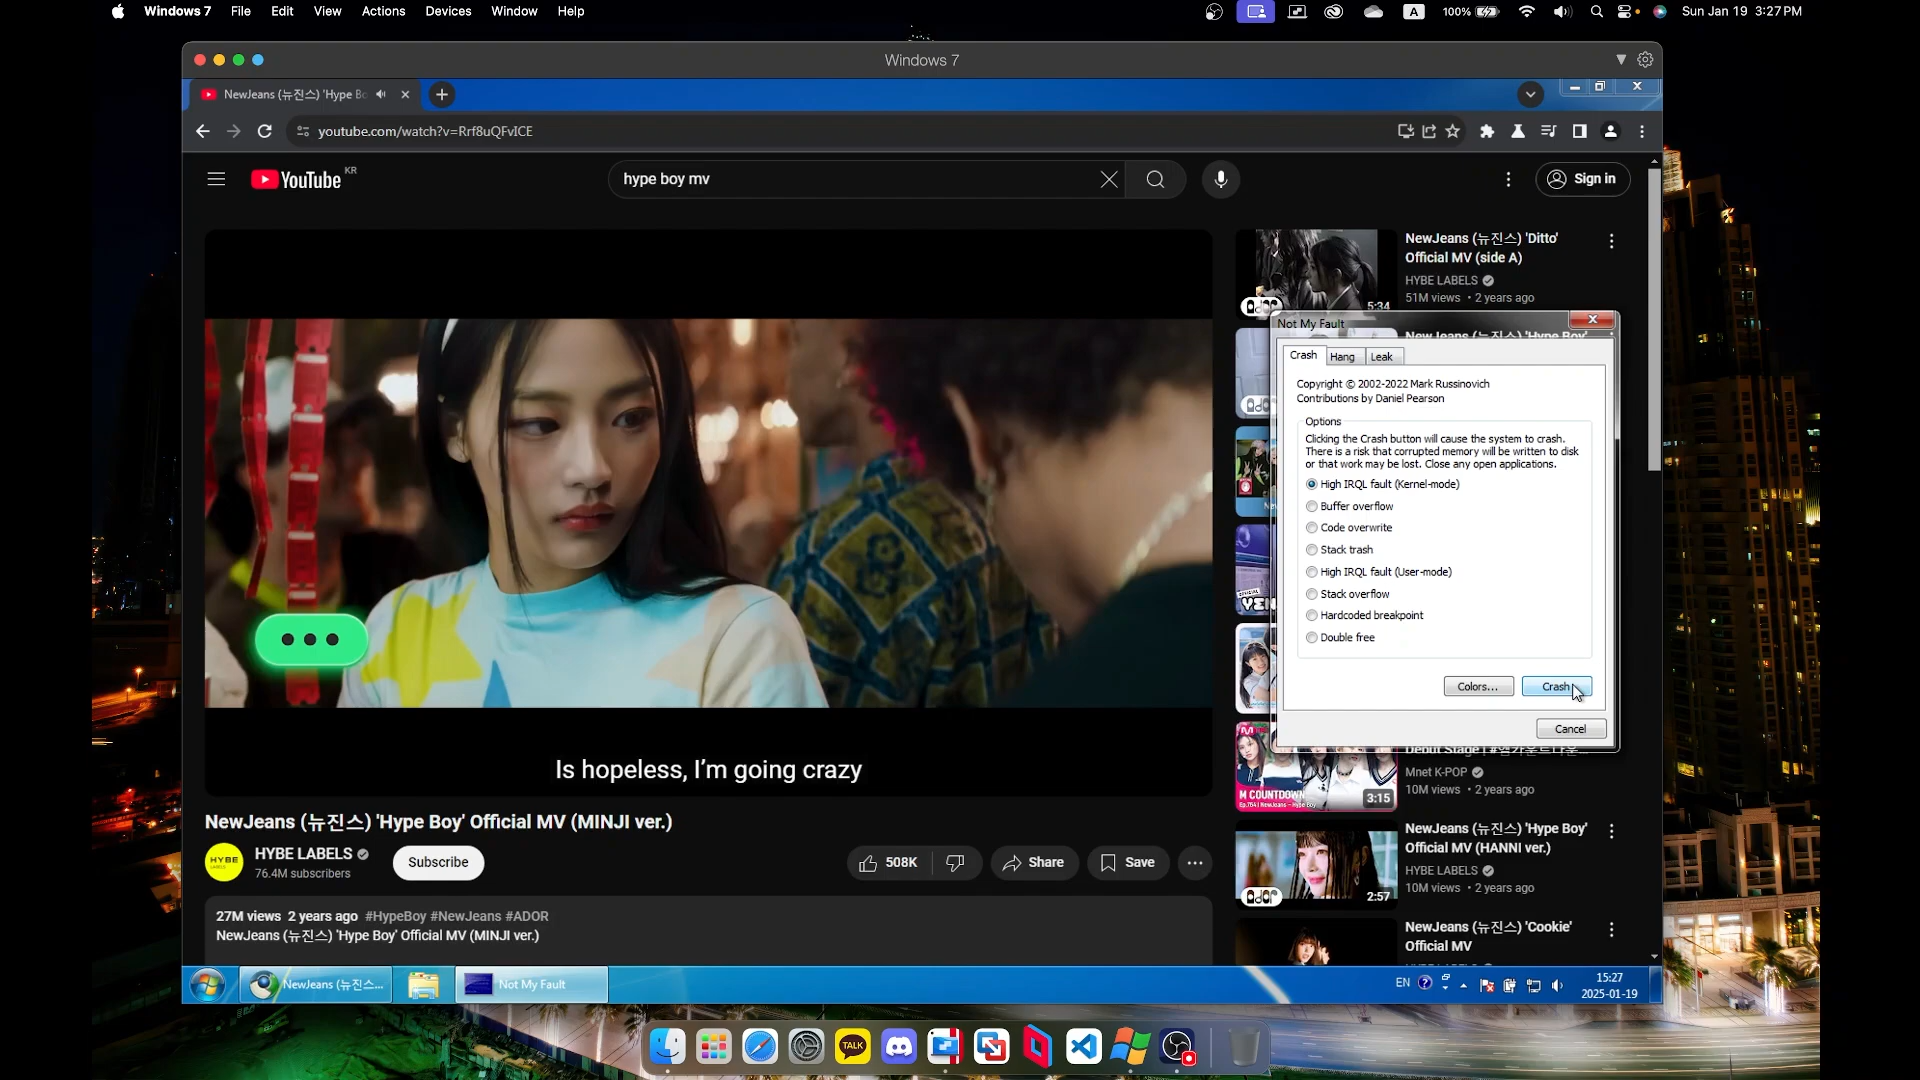 Windows 7 File Edit View Actions Devices Window Help
A 100% Sun Jan 19 3:27 PM
Windows 7
NewJeans (뉴진스) 'Hype Bo
youtube.com/watch?v=Rrf8uQFvICE
YouTube KR
hype boy mv
Sign in
Is hopeless, I'm going crazy
NewJeans (뉴진스) 'Hype Boy' Official MV (MINJI ver.)
HYBE
HYBE LABELS
76.4M subscribers
Subscribe
508K
Share
Save
27M views 2 years ago #HypeBoy #NewJeans #ADOR
NewJeans (뉴진스) 'Hype Boy' Official MV (MINJI ver.)
NewJeans (뉴진스) 'Ditto'
Official MV (side A)
HYBE LABELS
51M views • 2 years ago
ador
5:34
NewJeans (뉴진스) 'Hype Boy'
Not My Fault
Crash Hang Leak
Copyright © 2002-2022 Mark Russinovich
Contributions by Daniel Pearson
Options
Clicking the Crash button will cause the system to crash.
There is a risk that corrupted memory will be written to disk
or that work may be lost. Close any open applications.
High IRQL fault (Kernel-mode)
Buffer overflow
Code overwrite
Stack trash
High IRQL fault (User-mode)
Stack overflow
Hardcoded breakpoint
Double free
Colors... Crash
Cancel
Mnet K-POP
10M views • 2 years ago
M COUNTDOWN
3:15
NewJeans (뉴진스) 'Hype Boy'
Official MV (HANNI ver.)
HYBE LABELS
10M views • 2 years ago
ador
2:57
NewJeans (뉴진스) 'Cookie'
Official MV
NewJeans (뉴진스...
Not My Fault
EN
15:27
2025-01-19
TALK